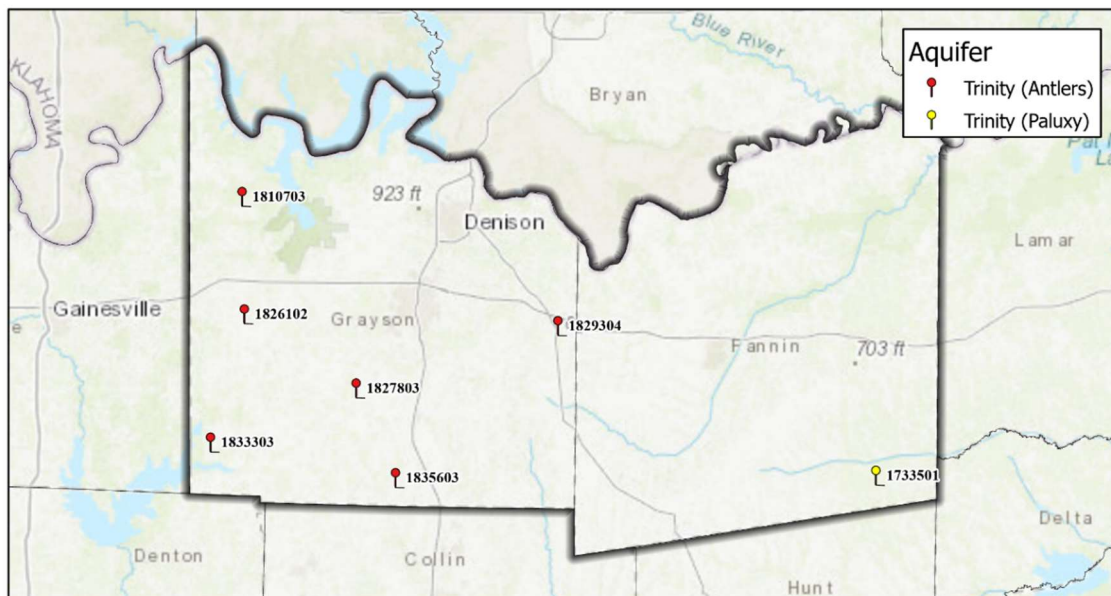 KLAHOMA
Blue River
Bryan
Aquifer
Trinity (Antlers)
Trinity (Paluxy)
1810703
923 ft
Denison
Lamar
Gainesville
1826102
Grayson
1829304
Fannin
703 ft
1827803
1833303
1835603
1733501
Delta
Denton
Collin
Hunt